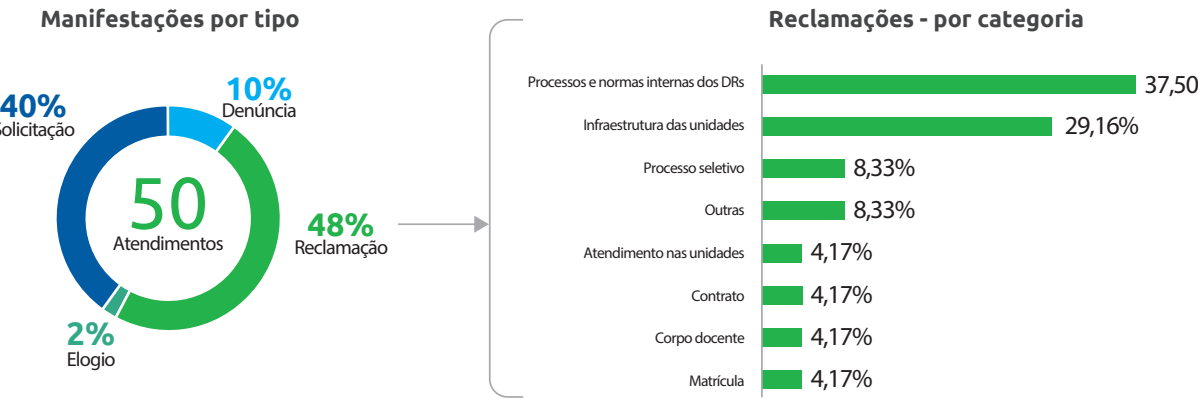 Manifestações por tipo
40%
Solicitação
10%
Denúncia
50
Atendimentos
48%
Reclamação
2%
Elogio
Reclamações - por categoria
Processos e normas internas dos DRs 37,50
Infraestrutura das unidades 29,16%
Processo seletivo 8,33%
Outras 8,33%
Atendimento nas unidades 4,17%
Contrato 4,17%
Corpo docente 4,17%
Matrícula 4,17%